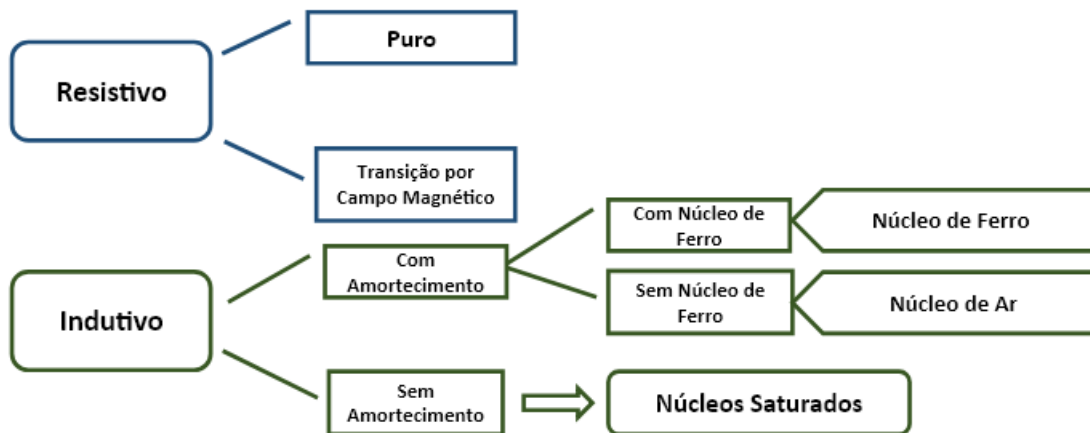 Resistivo
Puro
Transição por
Campo Magnético
Indutivo
Com
Amortecimento
Com Núcleo de
Ferro
Núcleo de Ferro
Sem Núcleo de
Ferro
Núcleo de Ar
Sem
Amortecimento
Núcleos Saturados